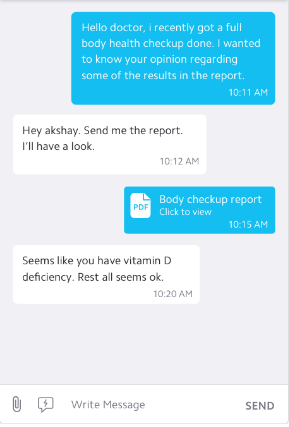 Hello doctor, i recently got a full
body health checkup done. I wanted
to know your opinion regarding
some of the results in the report.
10:11 AM
Hey akshay. Send me the report.
I'll have a look.
10:12 AM
PDF
Body checkup report
Click to view
10:15 AM
Seems like you have vitamin D
deficiency. Rest all seems ok.
10:20 AM
Write Message
SEND